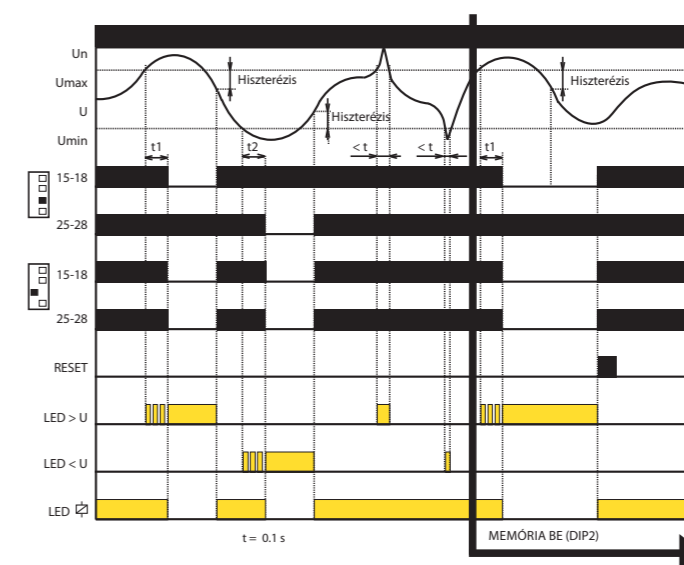 Un
Umax
Hiszterézis
Hiszterézis
U
Hiszterézis
Umin
t1
t2
< t
< t
t1
15-18
25-28
15-18
25-28
RESET
LED > U
LED < U
LED
t = 0.1 s
MEMÓRIA BE (DIP2)